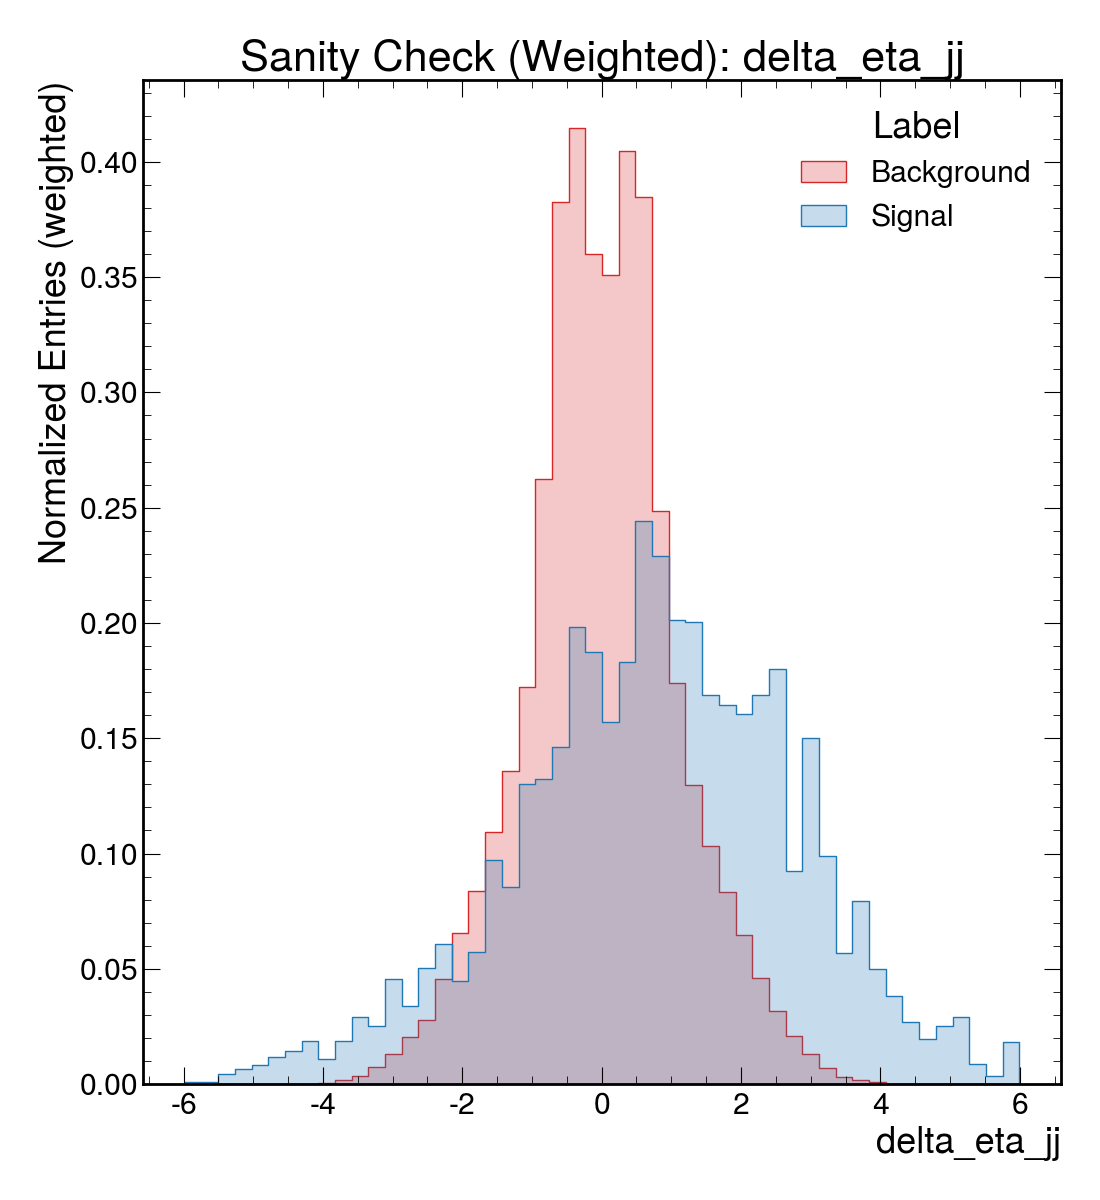 Sanity Check (Weighted): delta_eta_jj
Normalized Entries (weighted)
Label
Background
Signal
0.40
0.35
0.30
0.25
0.20
0.15
0.10
0.05
0.00
-6 -4 -2 0 2 4 6
delta_eta_jj